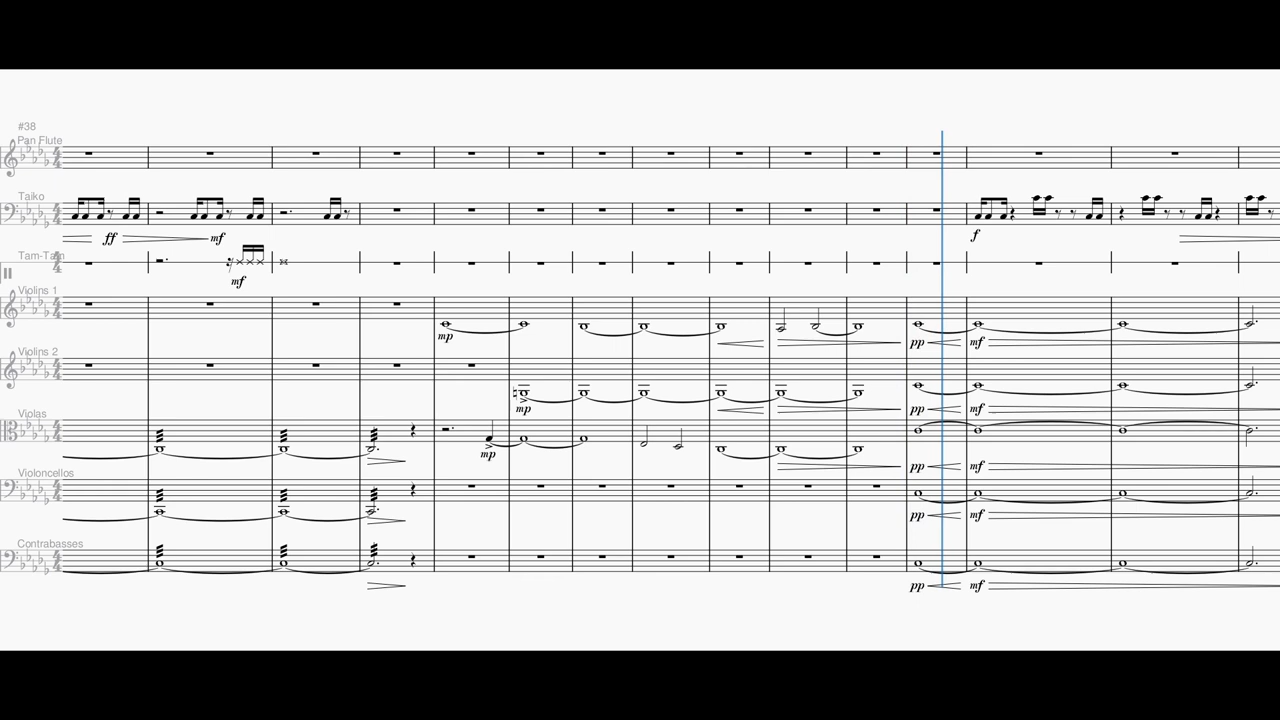 #38
Pan Flute
Taiko
ff mf f
Tam-Tam
mf
Violins 1
mp pp mf
Violins 2
mp pp mf
Violas
mp pp mf
Violoncellos
pp mf
Contrabasses
pp mf